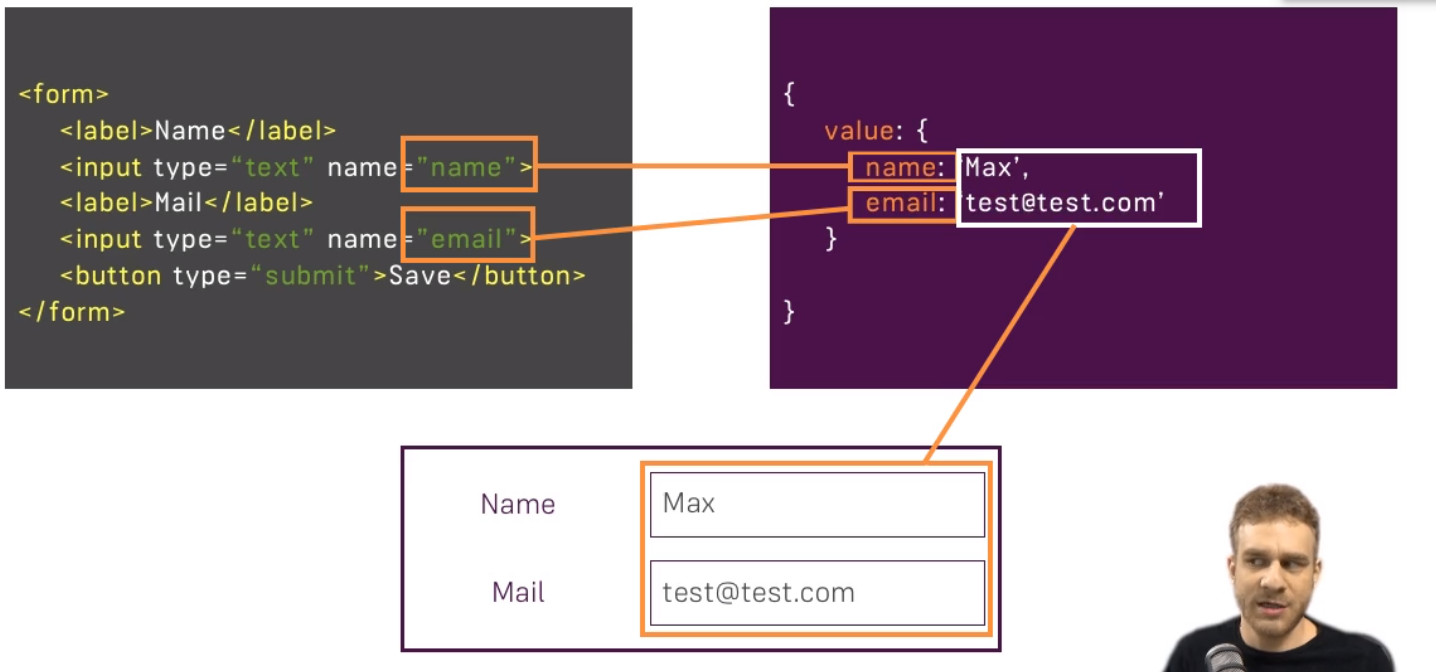 <form>
<label>Name</label>
<input type="text" name="name">
<label>Mail</label>
<input type="text" name="email">
<button type="submit">Save</button>
</form>
{
value: {
name: ‘Max’,
email: ‘test@test.com’
}
}
Name
Max
Mail
test@test.com